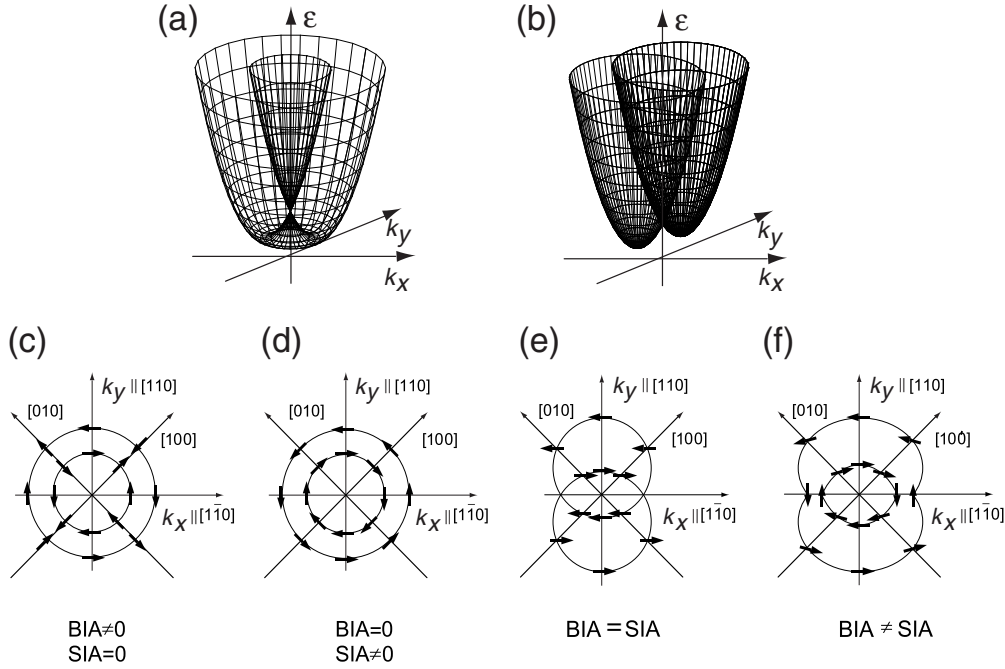 (a)
ε
k_y
k_x
(b)
ε
k_y
k_x
(c)
k_y || [110]
[010]
[100]
k_x || [11̄0]
BIA≠0
SIA=0
(d)
k_y || [110]
[010]
[100]
k_x || [11̄0]
BIA=0
SIA≠0
(e)
k_y || [110]
[010]
[100]
k_x || [11̄0]
BIA = SIA
(f)
k_y || [110]
[010]
[100]
k_x || [11̄0]
BIA ≠ SIA